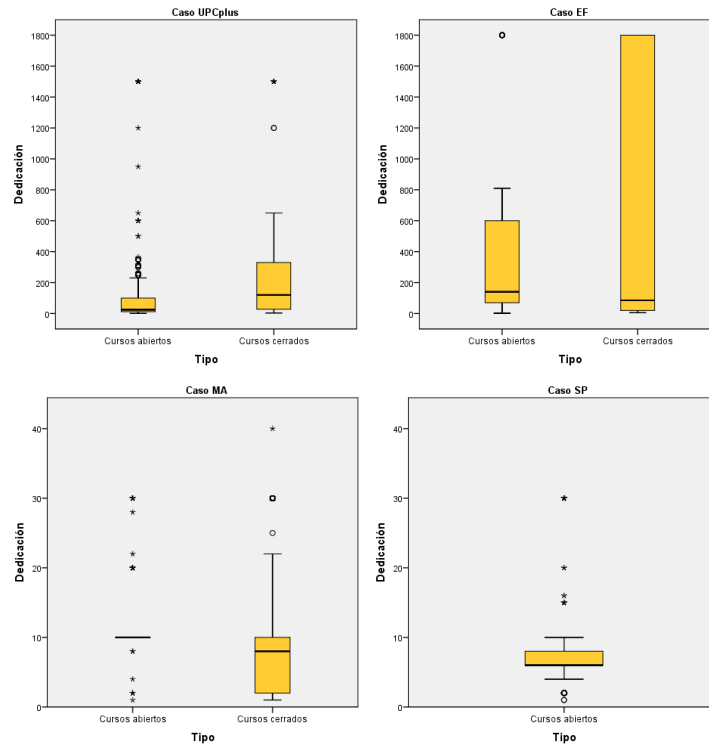 Caso UPCplus
1800
1600
1400
1200
1000
800
600
400
200
0
Dedicación
Cursos abiertos
Cursos cerrados
Tipo
Caso EF
1800
1600
1400
1200
1000
800
600
400
200
0
Dedicación
Cursos abiertos
Cursos cerrados
Tipo
Caso MA
40
30
20
10
0
Dedicación
Cursos abiertos
Cursos cerrados
Tipo
Caso SP
40
30
20
10
0
Dedicación
Cursos abiertos
Tipo